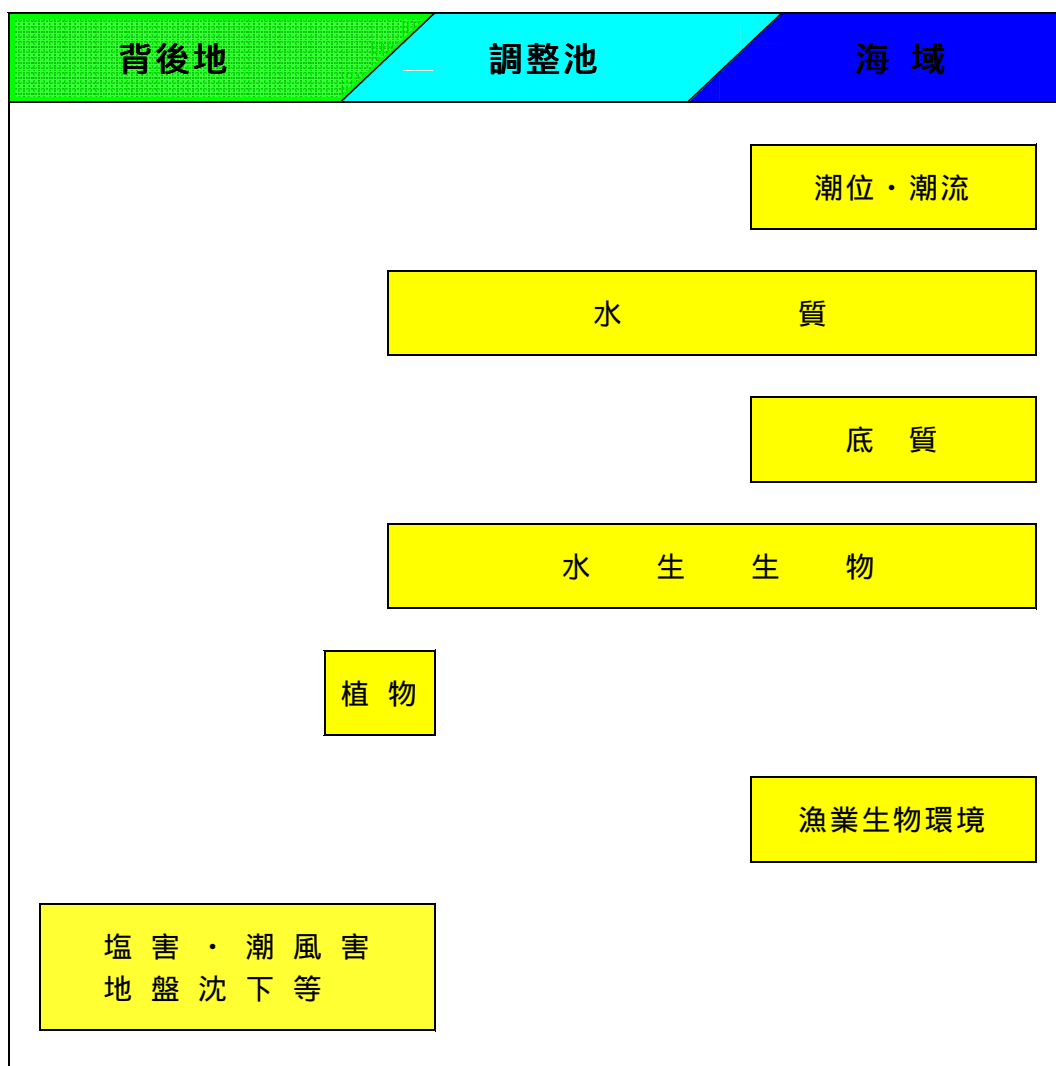 背後地 調整池 海域
潮位・潮流
水質
底質
水生生物
植物
漁業生物環境
塩害・潮風害
地盤沈下等